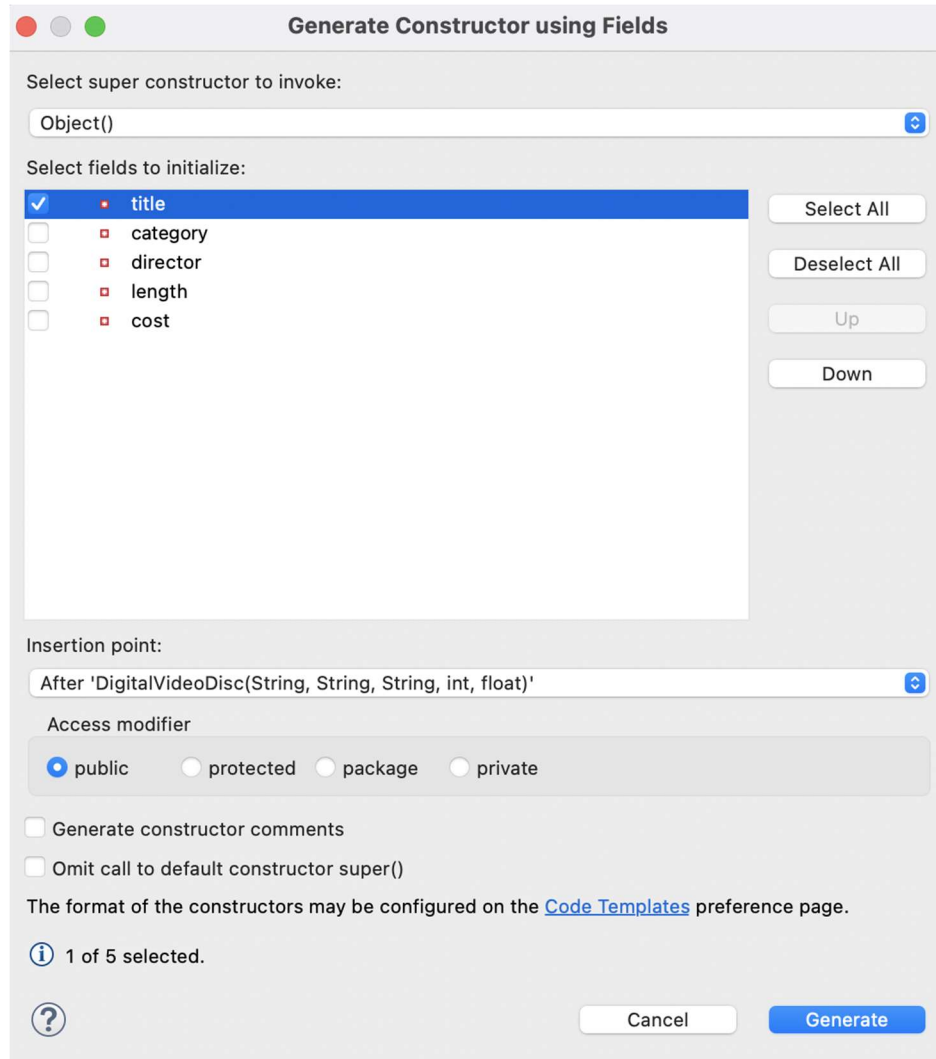 Generate Constructor using Fields
Select super constructor to invoke:
Object()
Select fields to initialize:
title
category
director
length
cost
Select All
Deselect All
Up
Down
Insertion point:
After 'DigitalVideoDisc(String, String, String, int, float)'
Access modifier
public protected package private
Generate constructor comments
Omit call to default constructor super()
The format of the constructors may be configured on the Code Templates preference page.
1 of 5 selected.
Cancel Generate